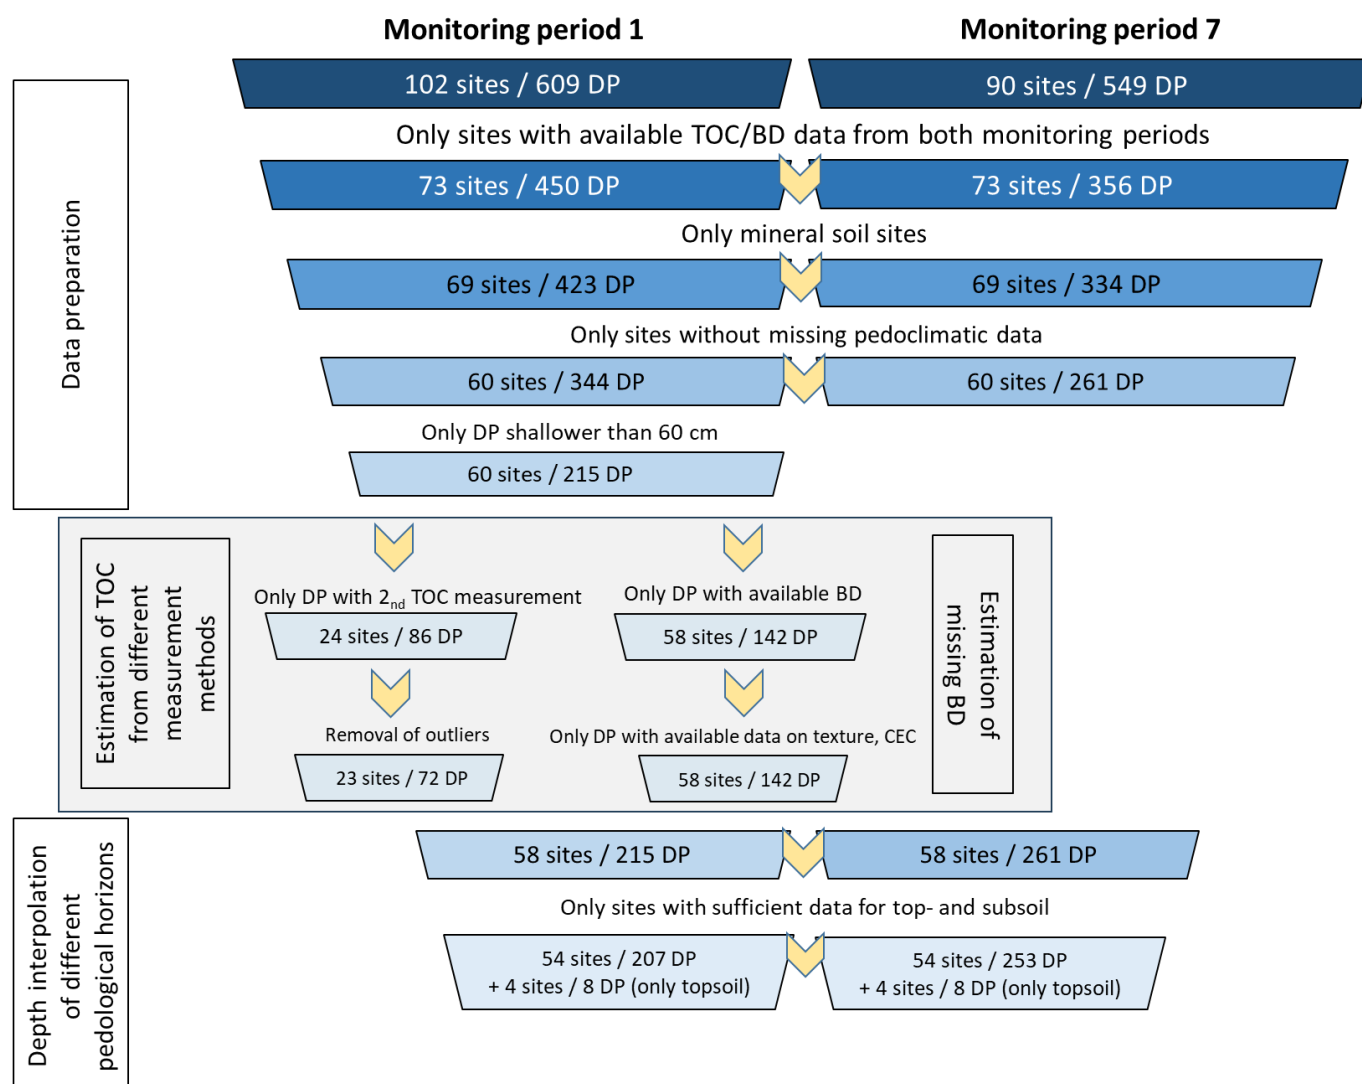 Monitoring period 1
Monitoring period 7
102 sites / 609 DP
90 sites / 549 DP
Only sites with available TOC/BD data from both monitoring periods
73 sites / 450 DP
73 sites / 356 DP
Only mineral soil sites
69 sites / 423 DP
69 sites / 334 DP
Only sites without missing pedoclimatic data
60 sites / 344 DP
60 sites / 261 DP
Only DP shallower than 60 cm
60 sites / 215 DP
Data preparation
Estimation of TOC
from different
measurement
methods
Only DP with 2nd TOC measurement
24 sites / 86 DP
Removal of outliers
23 sites / 72 DP
Only DP with available BD
58 sites / 142 DP
Only DP with available data on texture, CEC
58 sites / 142 DP
Estimation of
missing BD
Depth interpolation
of different
pedological horizons
58 sites / 215 DP
58 sites / 261 DP
Only sites with sufficient data for top- and subsoil
54 sites / 207 DP
+ 4 sites / 8 DP (only topsoil)
54 sites / 253 DP
+ 4 sites / 8 DP (only topsoil)